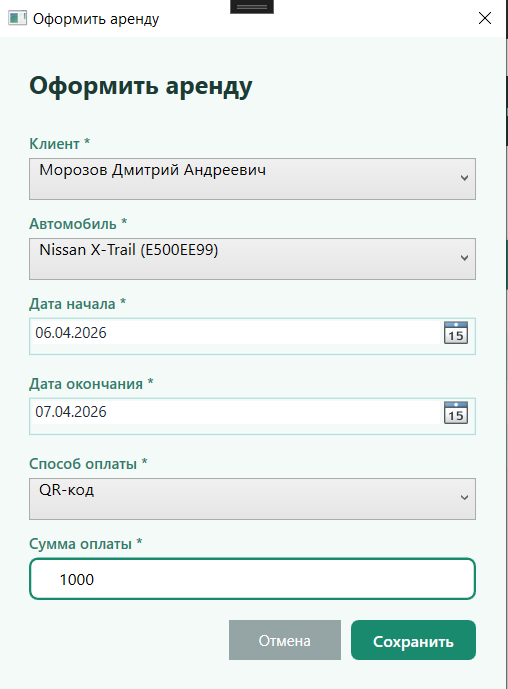 Оформить аренду
Оформить аренду
Клиент *
Морозов Дмитрий Андреевич
Автомобиль *
Nissan X-Trail (E500EE99)
Дата начала *
06.04.2026
15
Дата окончания *
07.04.2026
15
Способ оплаты *
QR-код
Сумма оплаты *
1000
Отмена
Сохранить